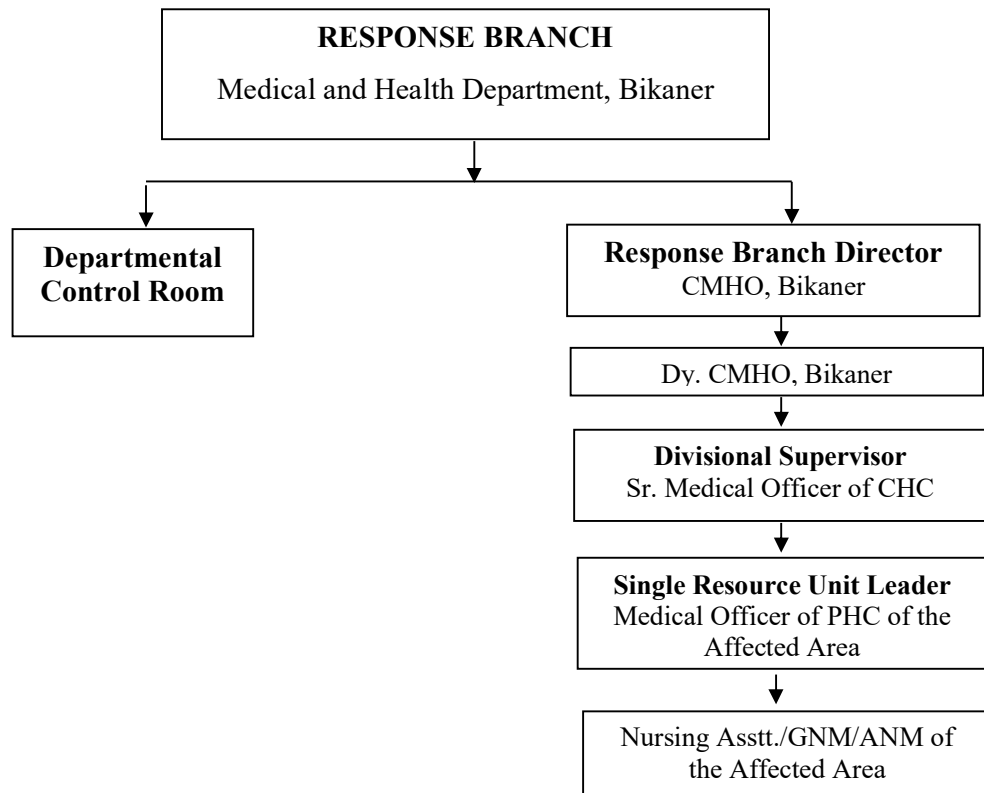 RESPONSE BRANCH
Medical and Health Department, Bikaner
Departmental
Control Room
Response Branch Director
CMHO, Bikaner
Dy. CMHO, Bikaner
Divisional Supervisor
Sr. Medical Officer of CHC
Single Resource Unit Leader
Medical Officer of PHC of the
Affected Area
Nursing Asstt./GNM/ANM of
the Affected Area